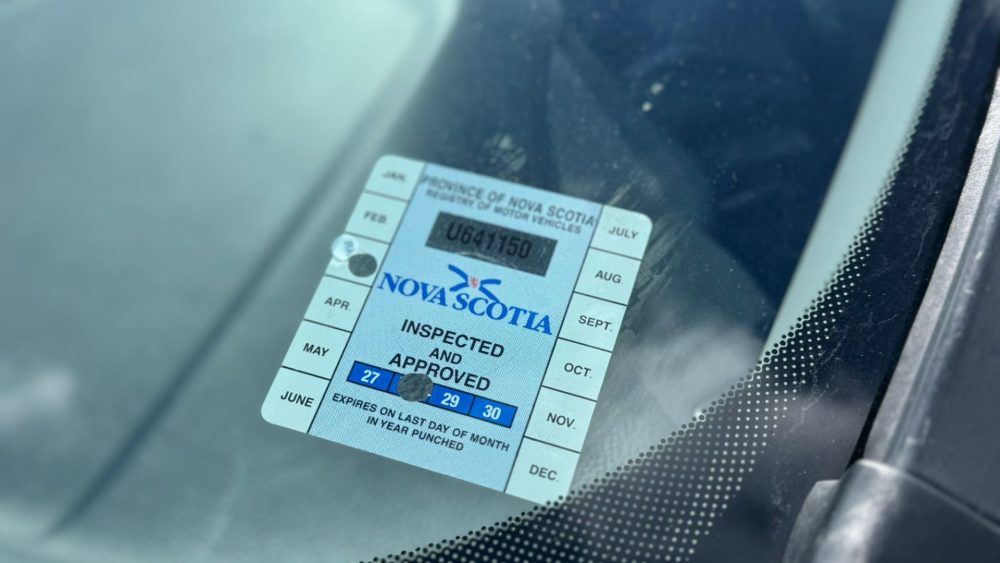 JAN.
FEB.
APR.
MAY
JUNE
PROVINCE OF NOVA SCOTIA
REGISTRY OF MOTOR VEHICLES
U641150
NOVA SCOTIA
INSPECTED
AND
APPROVED
27 29 30
EXPIRES ON LAST DAY OF MONTH
IN YEAR PUNCHED
JULY
AUG.
SEPT.
OCT.
NOV.
DEC.